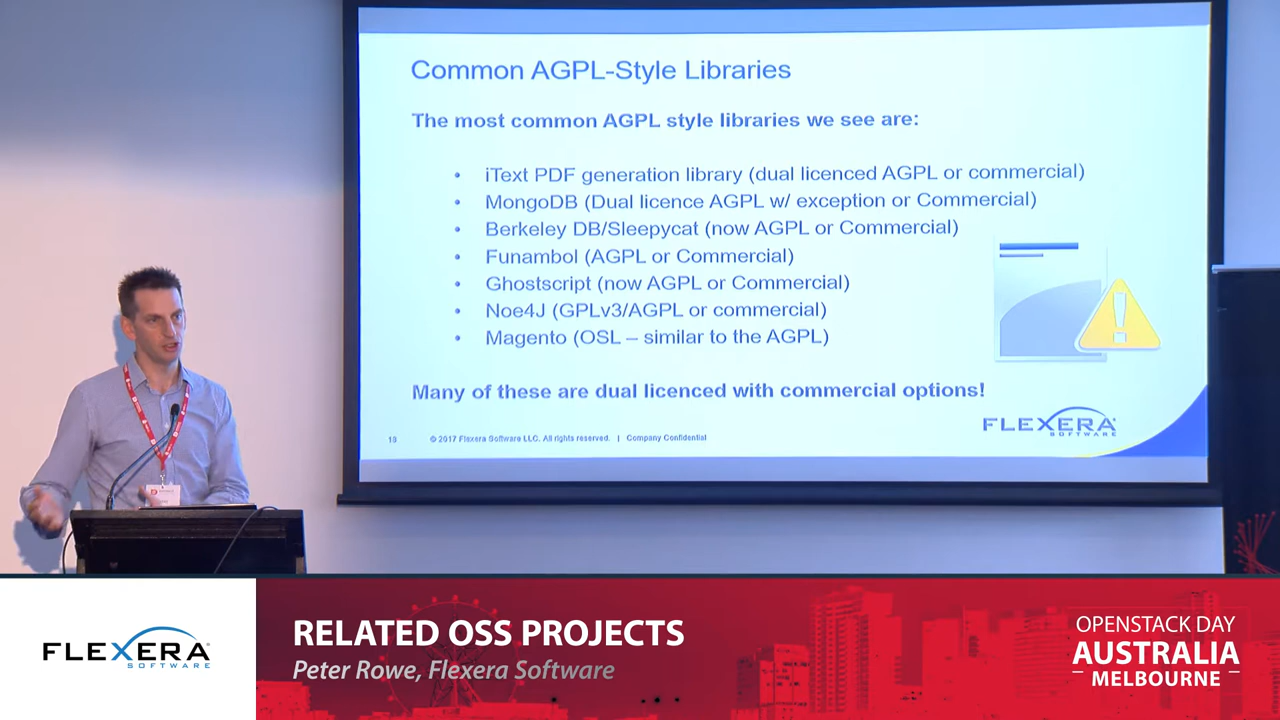 Common AGPL-Style Libraries
The most common AGPL style libraries we see are:
• iText PDF generation library (dual licenced AGPL or commercial)
• MongoDB (Dual licence AGPL w/ exception or Commercial)
• Berkeley DB/Sleepycat (now AGPL or Commercial)
• Funambol (AGPL or Commercial)
• Ghostscript (now AGPL or Commercial)
• Noe4J (GPLv3/AGPL or commercial)
• Magento (OSL – similar to the AGPL)
Many of these are dual licenced with commercial options!
FLEXERA
SOFTWARE
18 © 2017 Flexera Software LLC. All rights reserved. | Company Confidential
FLEXERA
SOFTWARE
RELATED OSS PROJECTS
Peter Rowe, Flexera Software
OPENSTACK DAY
AUSTRALIA
MELBOURNE